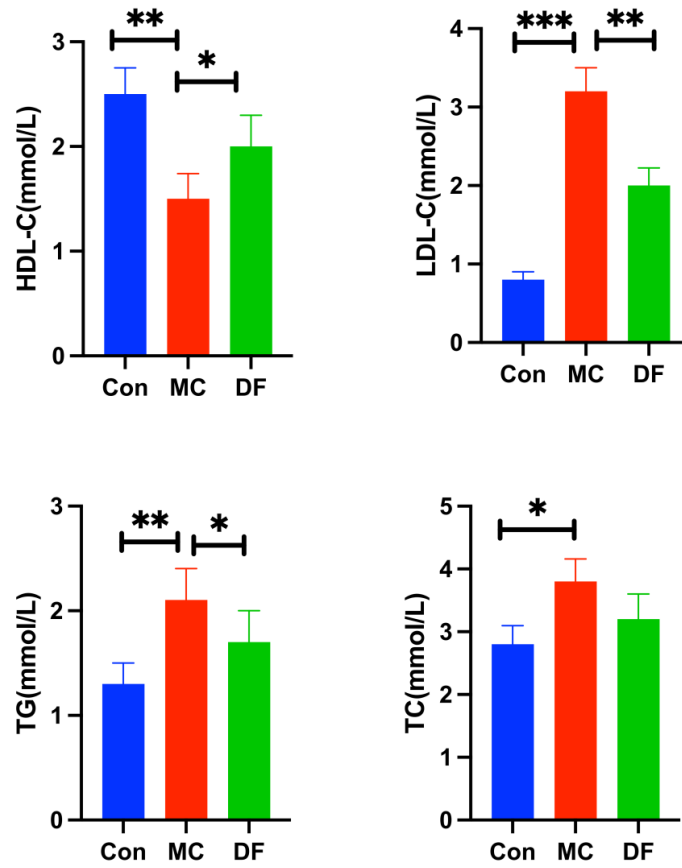 ** *
HDL-C(mmol/L)
3
2
1
0
Con MC DF
*** **
LDL-C(mmol/L)
4
3
2
1
0
Con MC DF
** *
TG(mmol/L)
3
2
1
0
Con MC DF
*
TC(mmol/L)
5
4
3
2
1
0
Con MC DF